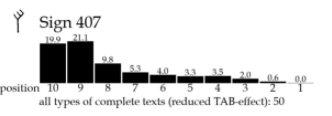 Sign 407
19.9 21.1 9.8 5.3 4.0 3.3 3.5 2.0 0.6 0.0
position 10 9 8 7 6 5 4 3 2 1
all types of complete texts (reduced TAB-effect): 50